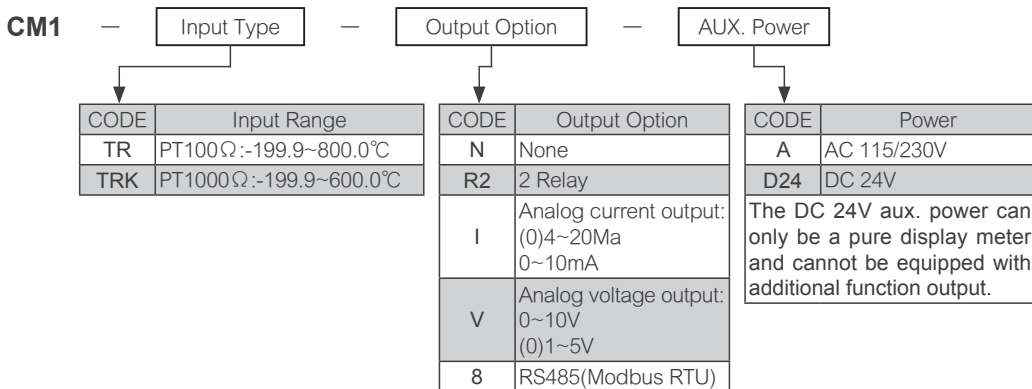 CM1 — Input Type — Output Option — AUX. Power
CODE Input Range
TR PT100Ω:-199.9~800.0℃
TRK PT1000Ω:-199.9~600.0℃
CODE Output Option
N None
R2 2 Relay
I Analog current output:
(0)4~20Ma
0~10mA
V Analog voltage output:
0~10V
(0)1~5V
8 RS485(Modbus RTU)
CODE Power
A AC 115/230V
D24 DC 24V
The DC 24V aux. power can
only be a pure display meter
and cannot be equipped with
additional function output.